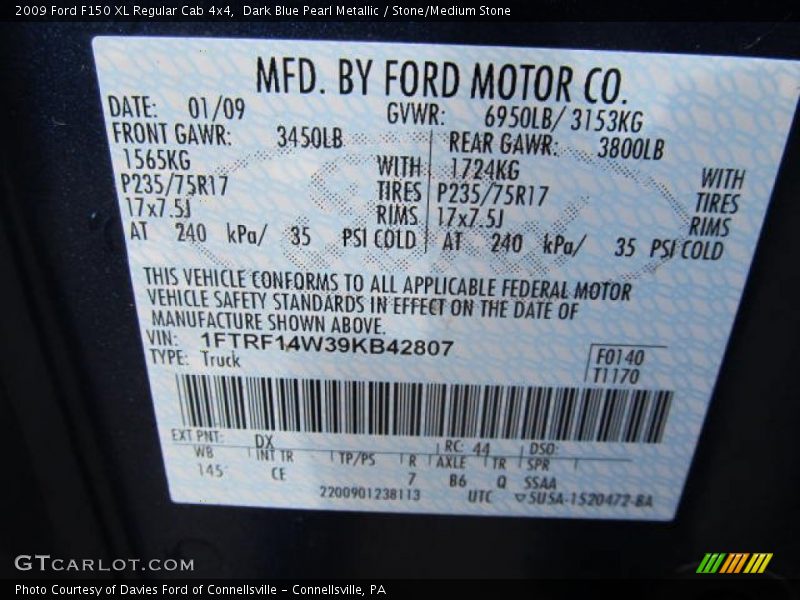 2009 Ford F150 XL Regular Cab 4x4, Dark Blue Pearl Metallic / Stone/Medium Stone
MFD. BY FORD MOTOR CO.
DATE: 01/09 GVWR: 6950LB/ 3153KG
FRONT GAWR: 3450LB REAR GAWR: 3800LB
1565KG WITH 1724KG WITH
P235/75R17 TIRES P235/75R17 TIRES
17x7.5J RIMS 17x7.5J RIMS
AT 240 kPa/ 35 PSI COLD AT 240 kPa/ 35 PSI COLD
THIS VEHICLE CONFORMS TO ALL APPLICABLE FEDERAL MOTOR
VEHICLE SAFETY STANDARDS IN EFFECT ON THE DATE OF
MANUFACTURE SHOWN ABOVE.
VIN: 1FTRF14W39KB42807
TYPE: Truck
F0140
T1170
EXT PNT: DX RC: 44 DSO:
WB INT TR TP/PS R AXLE TR SPR
145 CE 7 B6 Q SSAA
2200901238113 UTC ▽5USA-1520472-BA
GTCARLOT.COM
Photo Courtesy of Davies Ford of Connellsville - Connellsville, PA